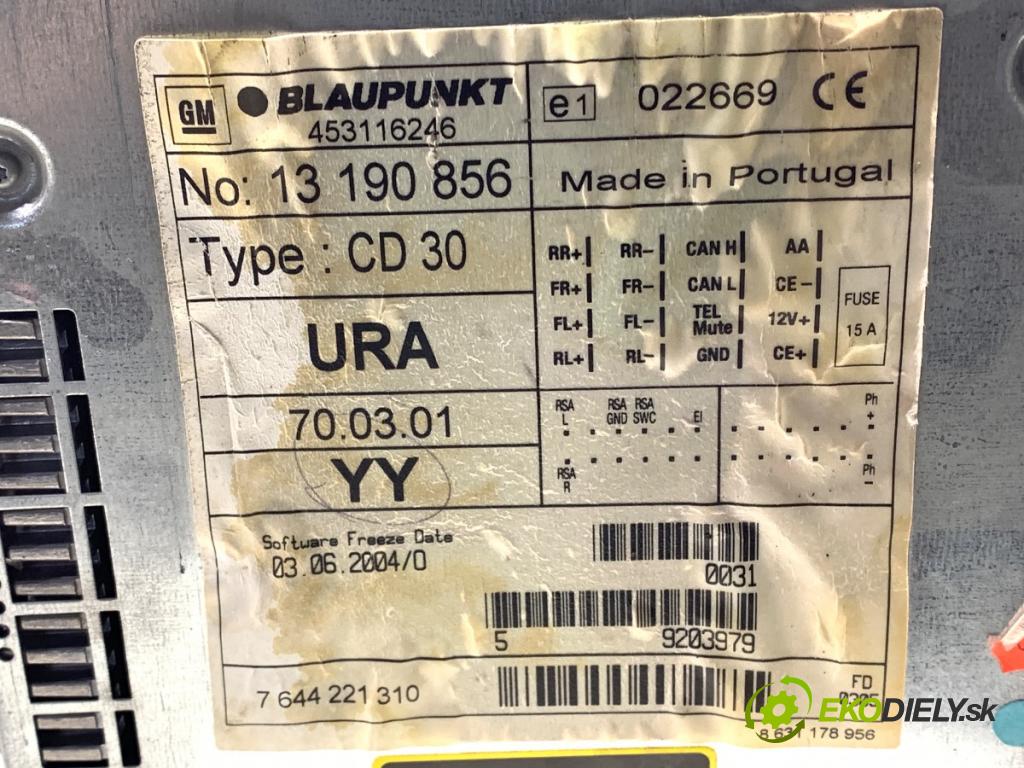 GM BLAUPUNKT
453116246
e1 022669 CE
No: 13 190 856
Made in Portugal
Type : CD 30
RR+ RR- CAN H AA
FR+ FR- CAN L CE-
FL+ FL- TEL Mute 12V+
RL+ RL- GND CE+
FUSE
15 A
URA
70.03.01
YY
RSA L RSA GND RSA SWC EI Ph +
RSA R Ph -
Software Freeze Date
03.06.2004/0
0031
5 9203979
7 644 221 310
FD
0205
8 631 178 956
EKODIELY.sk